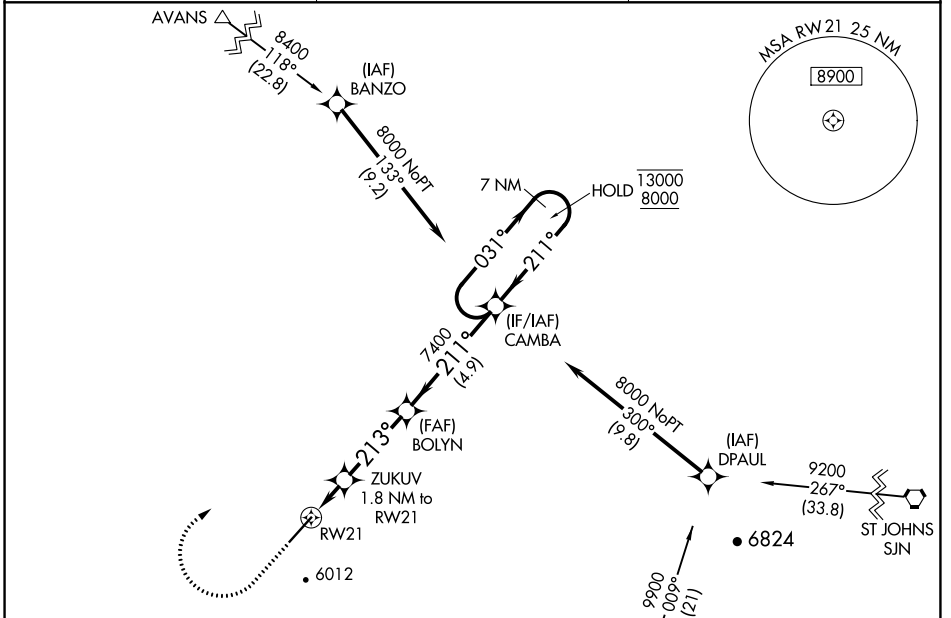 AVANS
8400
118°
(22.8)
(IAF)
BANZO
8000 NoPT
133°
(9.2)
MSA RW21 25 NM
8900
7 NM
HOLD
13000
8000
031°
211°
(IF/IAF)
CAMBA
7400
211°
(4.9)
(FAF)
BOLYN
213°
ZUKUV
1.8 NM to
RW21
RW21
6012
8000 NoPT
300°
(9.8)
(IAF)
DPAUL
9200
267°
(33.8)
ST JOHNS
SJN
6824
9900
009°
(21)